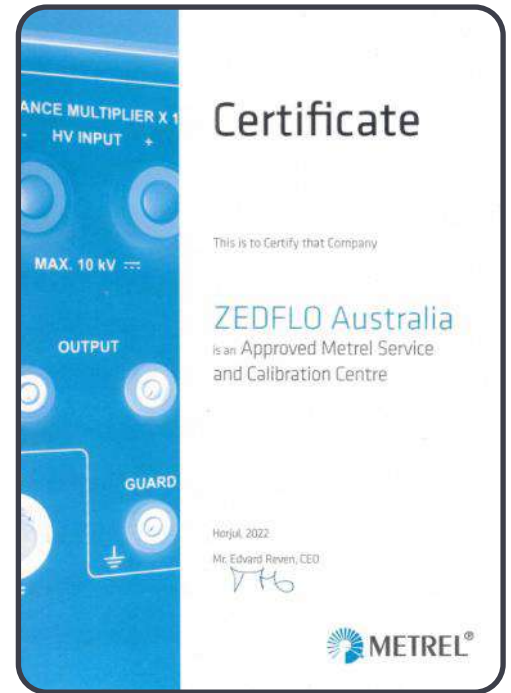 ANCE MULTIPLIER X 1
- HV INPUT +
MAX. 10 kV
OUTPUT
GUARD
Certificate
This is to Certify that Company
ZEDFLO Australia
is an Approved Metrel Service
and Calibration Centre
Horjul, 2022
Mr. Edvard Reven, CEO
METREL®